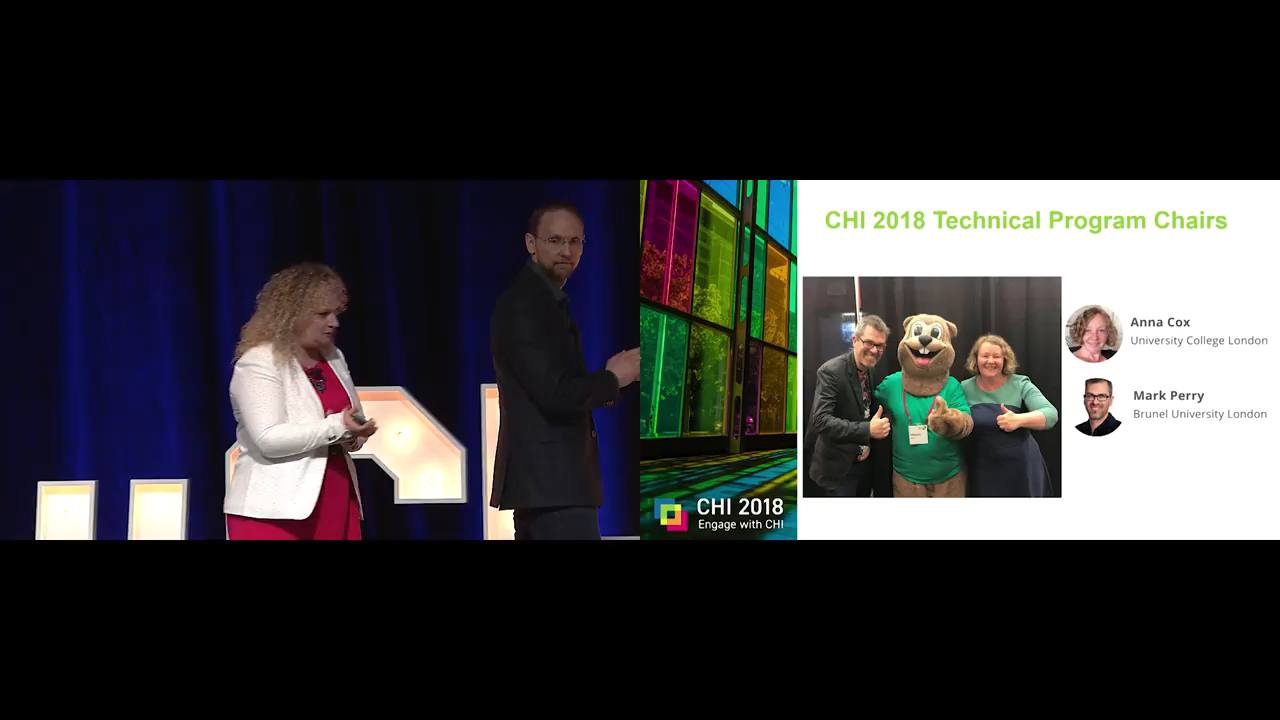 CHI 2018 Technical Program Chairs
Anna Cox
University College London
Mark Perry
Brunel University London
CHI 2018
Engage with CHI